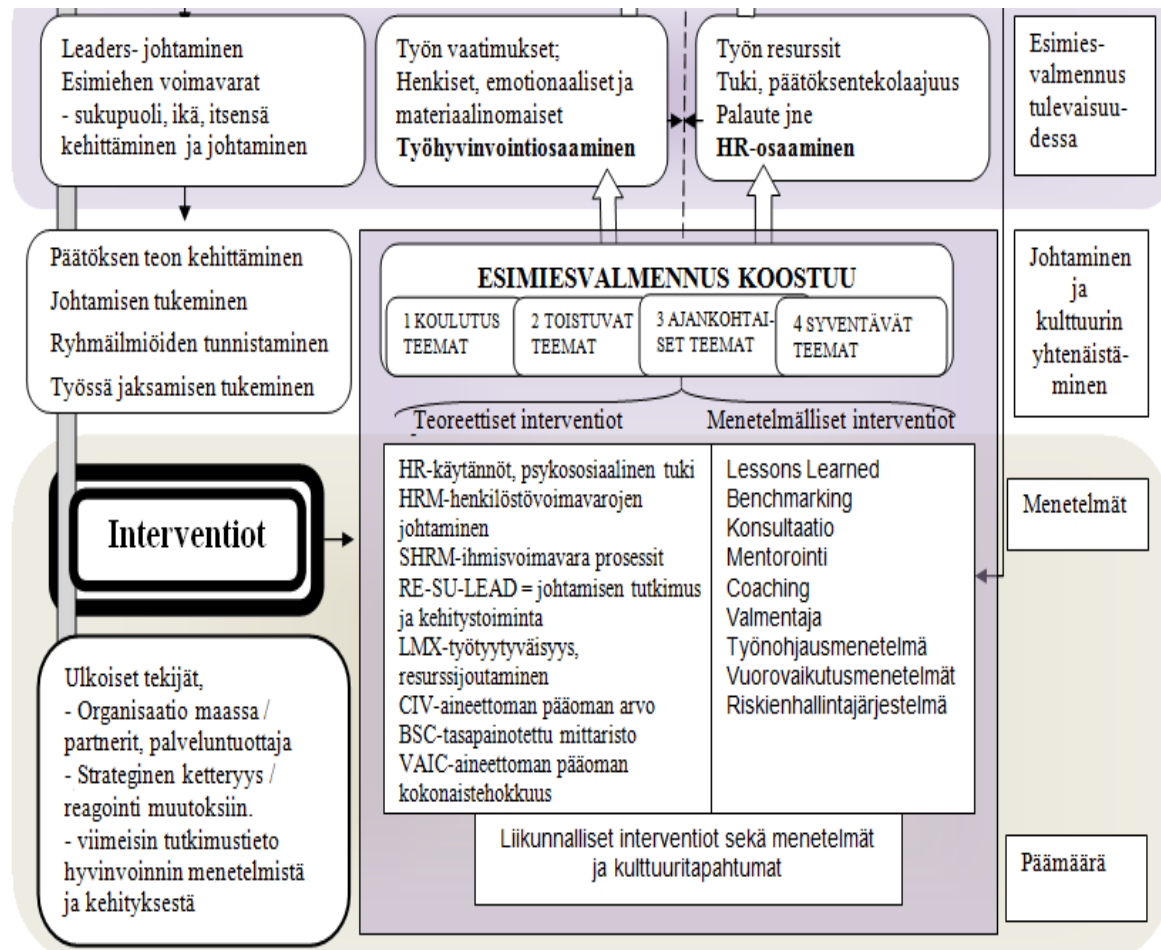 Leaders- johtaminen
Esimiehen voimavarat
- sukupuoli, ikä, itsensä
kehittäminen ja johtaminen
Työn vaatimukset;
Henkiset, emotionaaliset ja
materiaalinomaiset
Työhyvinvointiosaaminen
Työn resurssit
Tuki, päätöksentekolaajuus
Palaute jne
HR-osaaminen
Esimies-
valmennus
tulevaisuu-
dessa
Päätöksen teon kehittäminen
Johtamisen tukeminen
Ryhmäilmiöiden tunnistaminen
Työssä jaksamisen tukeminen
ESIMIESVALMENNUS KOOSTUU
1 KOULUTUS
TEEMAT
2 TOISTUVAT
TEEMAT
3 AJANKOHTAI-
SET TEEMAT
4 SYVENTÄVÄT
TEEMAT
Johtaminen
ja
kulttuurin
yhtenäistä-
minen
Teoreettiset interventiot
Menetelmälliset interventiot
Interventiot
HR-käytännöt, psykososiaalinen tuki
HRM-henkilöstövoimavarojen
johtaminen
SHRM-ihmisvoimavara prosessit
RE-SU-LEAD = johtamisen tutkimus
ja kehitystoiminta
LMX-työtyytyväisyys,
resurssijoutaminen
CIV-aineettoman pääoman arvo
BSC-tasapainotettu mittaristo
VAIC-aineettoman pääoman
kokonaistehokkuus
Lessons Learned
Benchmarking
Konsultaatio
Mentorointi
Coaching
Valmentaja
Työnohjausmenetelmä
Vuorovaikutusmenetelmät
Riskienhallintajärjestelmä
Menetelmät
Ulkoiset tekijät,
- Organisaatio maassa /
partnerit, palveluntuottaja
- Strateginen ketteryys /
reagointi muutoksiin.
- viimeisin tutkimustieto
hyvinvoinnin menetelmistä
ja kehityksestä
Liikunnalliset interventiot sekä menetelmät
ja kulttuuritapahtumat
Päämäärä